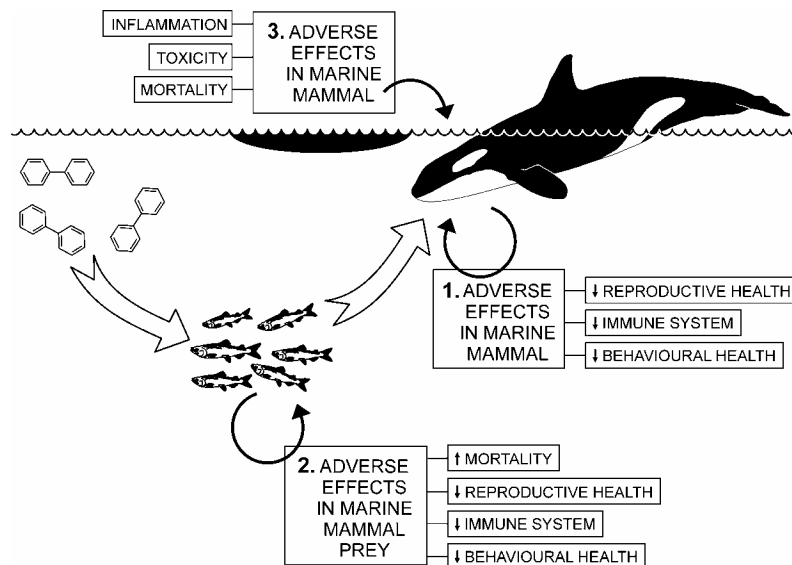 INFLAMMATION
TOXICITY
MORTALITY
3. ADVERSE
EFFECTS
IN MARINE
MAMMAL
1. ADVERSE
EFFECTS
IN MARINE
MAMMAL
↓ REPRODUCTIVE HEALTH
↓ IMMUNE SYSTEM
↓ BEHAVIOURAL HEALTH
2. ADVERSE
EFFECTS
IN MARINE
MAMMAL
PREY
↑ MORTALITY
↓ REPRODUCTIVE HEALTH
↓ IMMUNE SYSTEM
↓ BEHAVIOURAL HEALTH